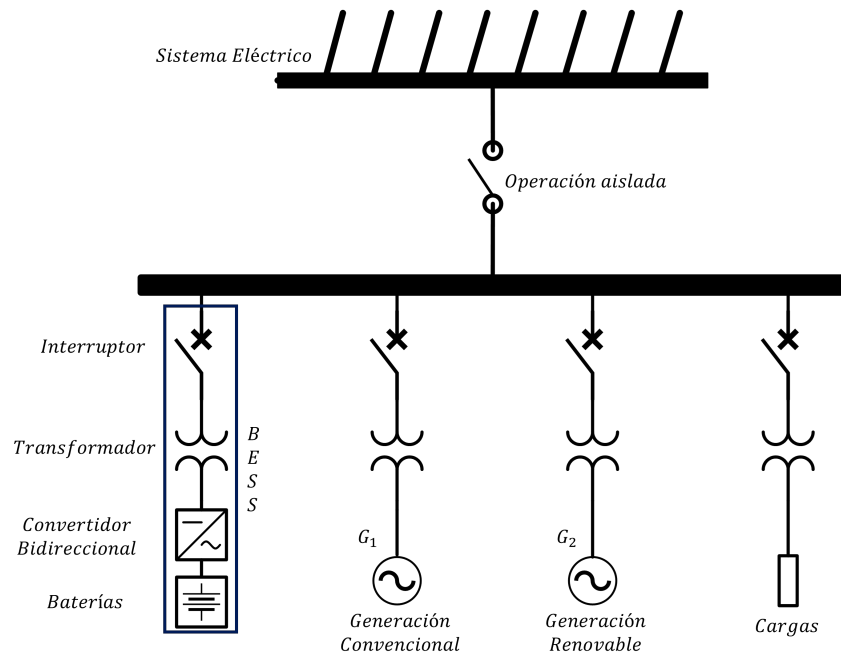 Sistema Eléctrico
Operación aislada
Interruptor
Transformador
B
E
S
S
Convertidor
Bidireccional
Baterías
G₁
Generación
Convencional
G₂
Generación
Renovable
Cargas